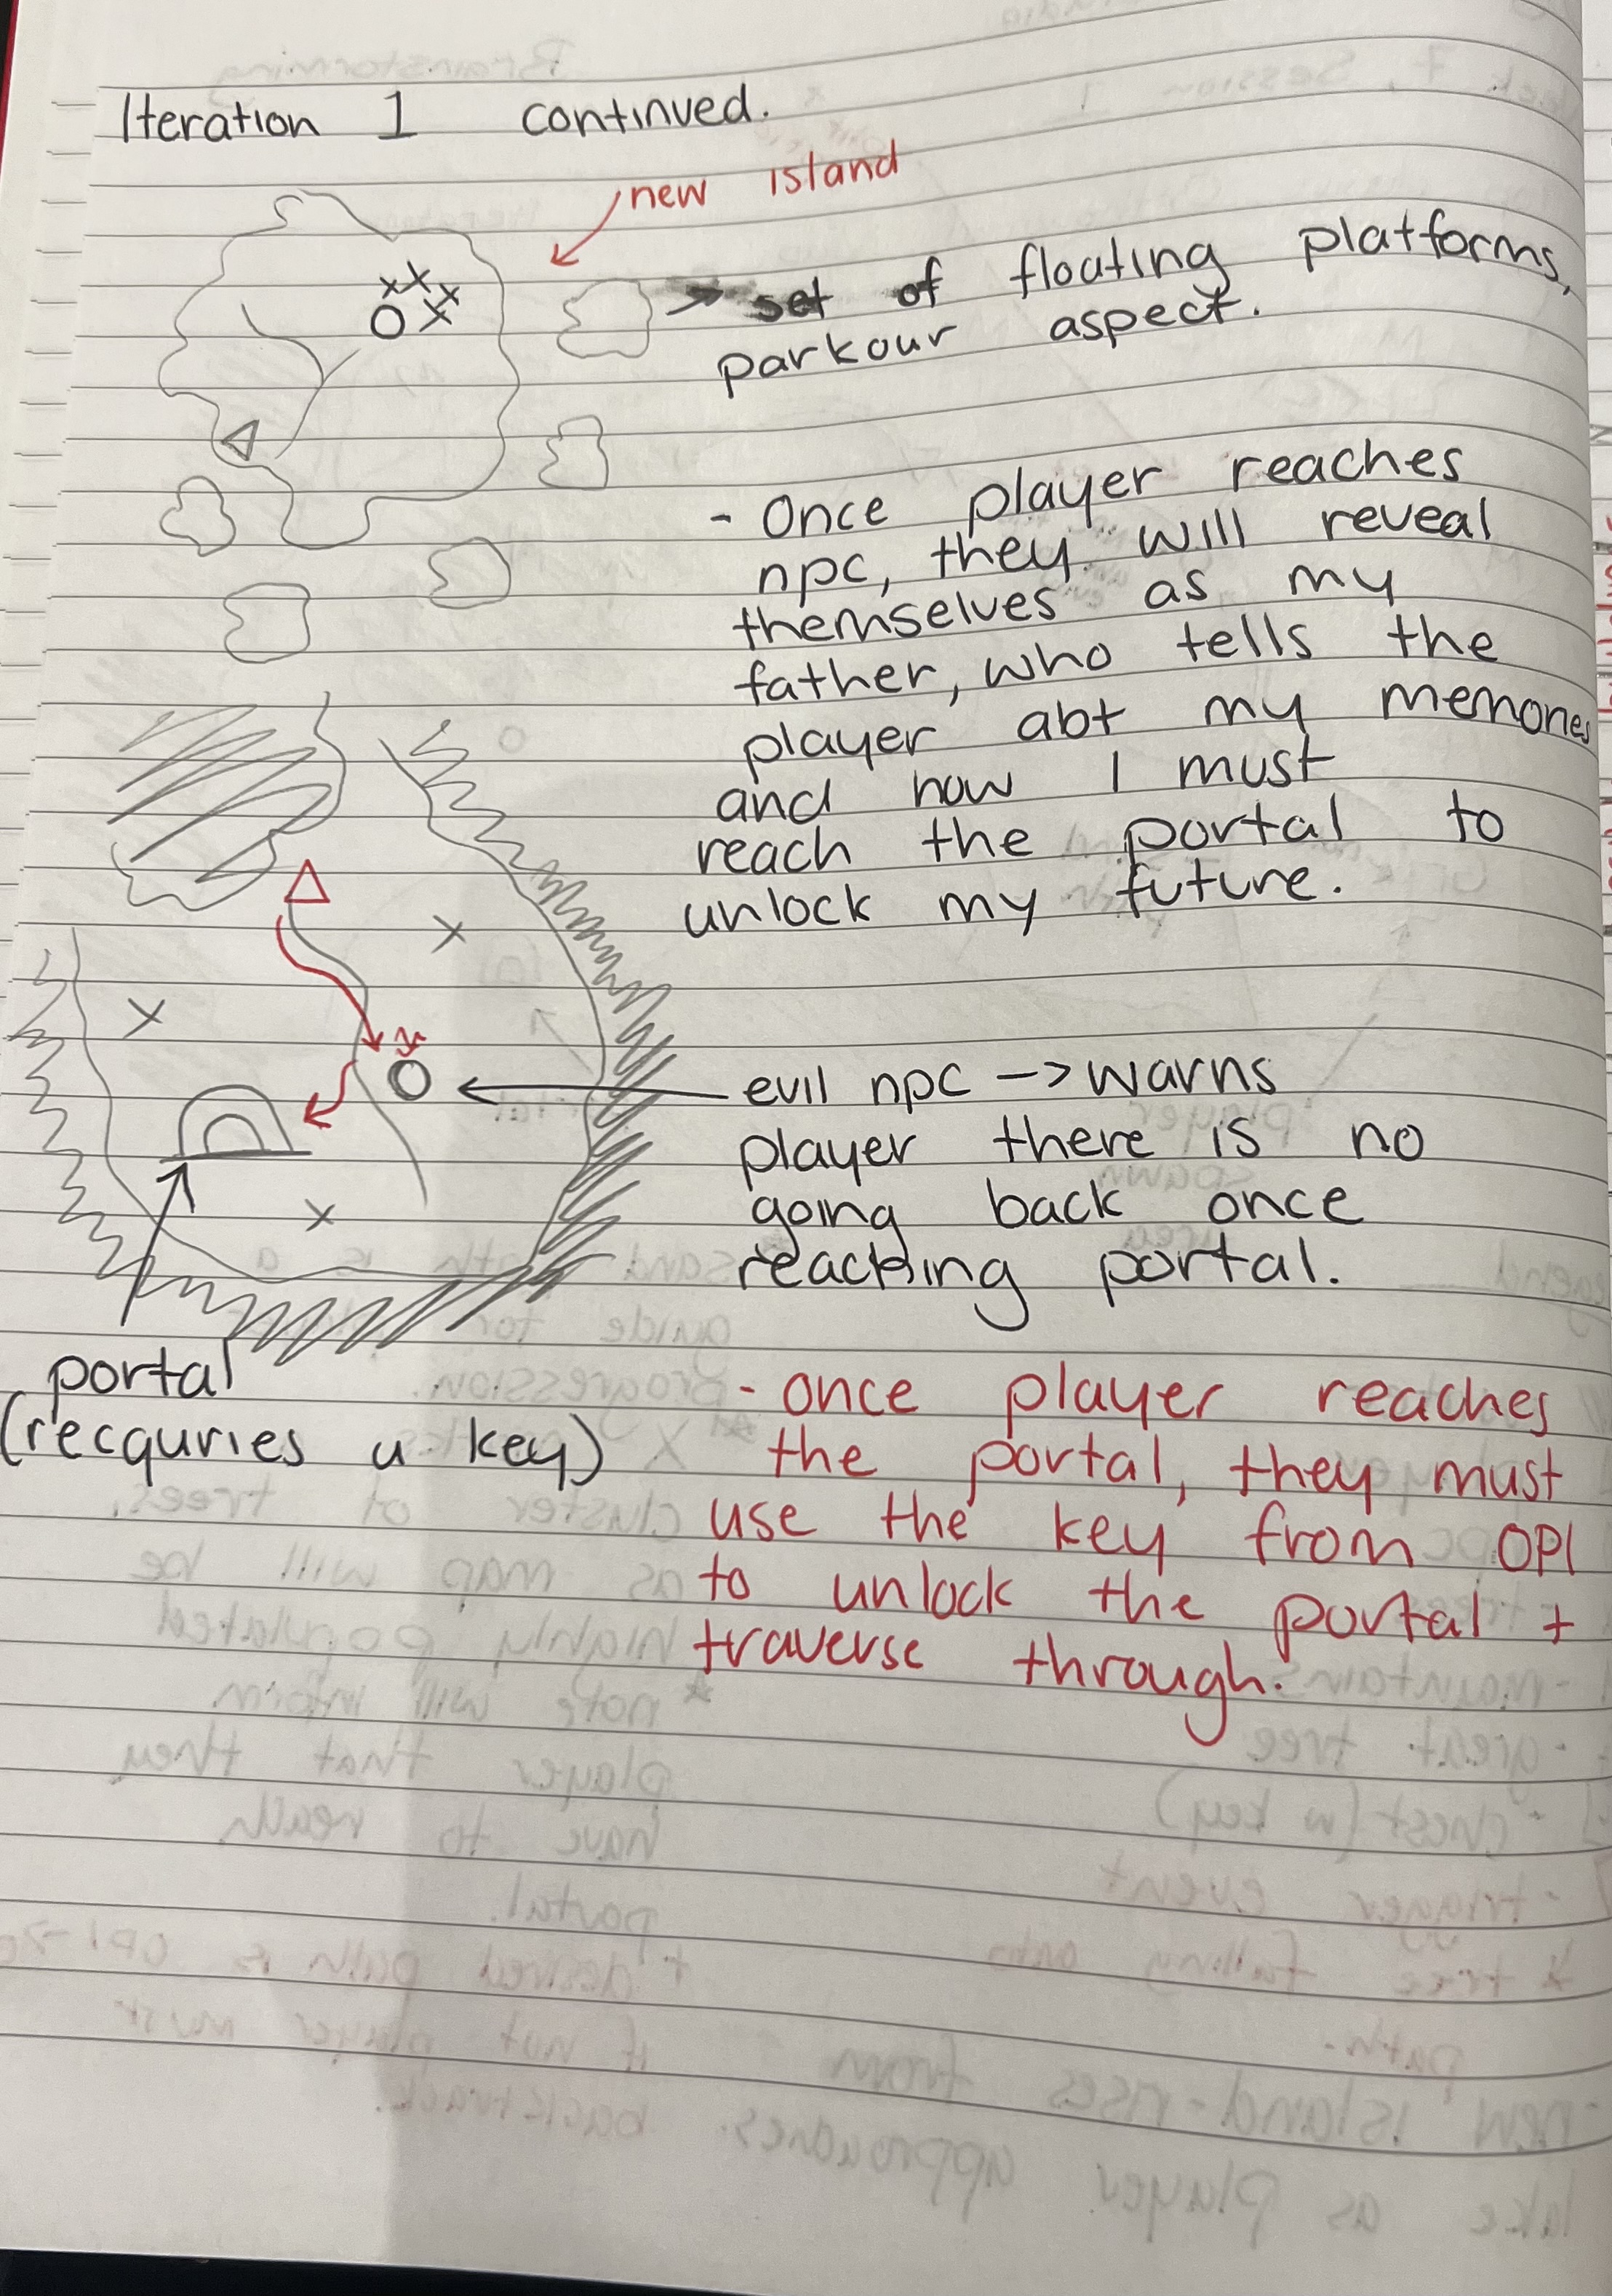 Iteration 1 continued.
new island
set of floating platforms,
parkour aspect.
- Once player reaches
npc, they will reveal
themselves as my
father, who tells the
player abt my memories
and how I must
reach the portal to
unlock my future.
evil npc -> warns
player there is no
going back once
reaching portal.
portal
(recquries a key)
- once player reaches
the portal, they must
use the key from OP1
to unlock the portal +
traverse through.